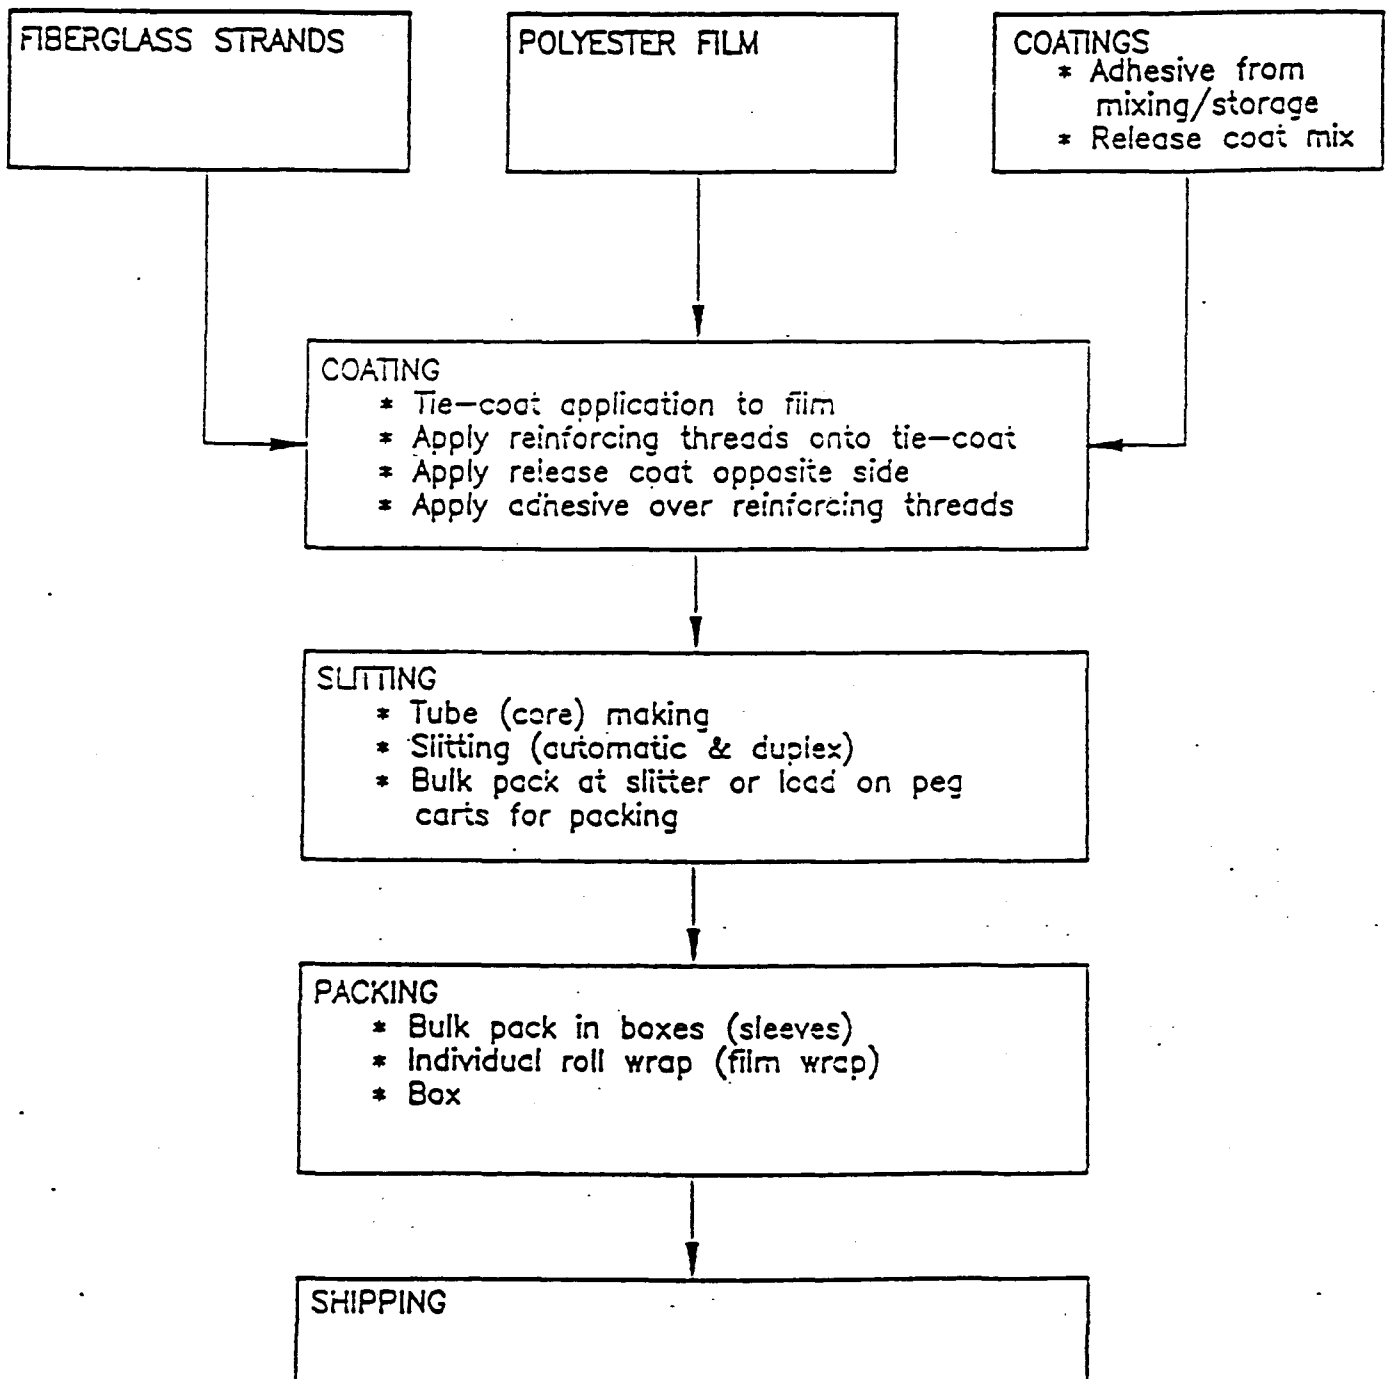 FIBERGLASS STRANDS
POLYESTER FILM
COATINGS
* Adhesive from
mixing/storage
* Release coat mix
COATING
* Tie-coat application to film
* Apply reinforcing threads onto tie-coat
* Apply release coat opposite side
* Apply adhesive over reinforcing threads
SLITTING
* Tube (core) making
* Slitting (automatic & duplex)
* Bulk pack at slitter or load on peg
carts for packing
PACKING
* Bulk pack in boxes (sleeves)
* Individual roll wrap (film wrap)
* Box
SHIPPING